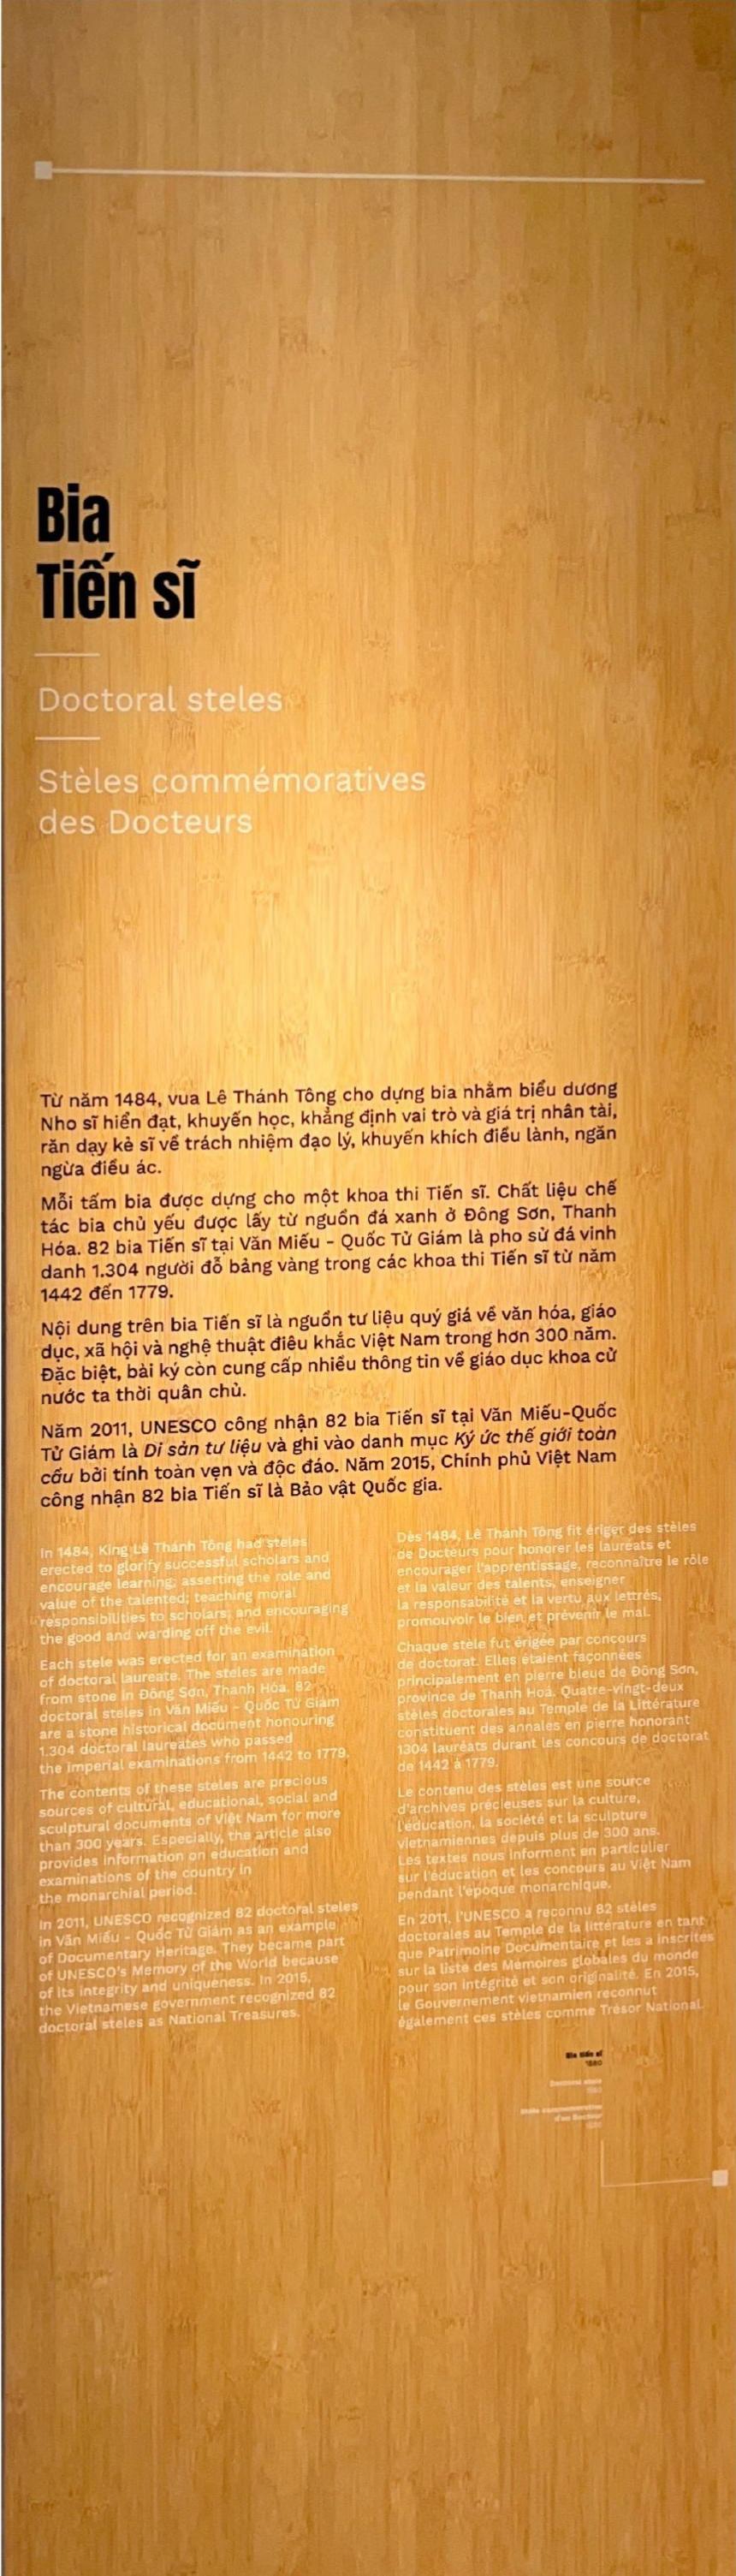 Bia
Tiến sĩ
Doctoral steles
Stèles commémoratives
des Docteurs
Từ năm 1484, vua Lê Thánh Tông cho dựng bia nhằm biểu dương
Nho sĩ hiển đạt, khuyến học, khẳng định vai trò và giá trị nhân tài,
răn dạy kẻ sĩ về trách nhiệm đạo lý, khuyến khích điều lành, ngăn
ngừa điều ác.
Mỗi tấm bia được dựng cho một khoa thi Tiến sĩ. Chất liệu chế
tác bia chủ yếu được lấy từ nguồn đá xanh ở Đông Sơn, Thanh
Hóa. 82 bia Tiến sĩ tại Văn Miếu - Quốc Tử Giám là pho sử đá vinh
danh 1.304 người đỗ bảng vàng trong các khoa thi Tiến sĩ từ năm
1442 đến 1779.
Nội dung trên bia Tiến sĩ là nguồn tư liệu quý giá về văn hóa, giáo
dục, xã hội và nghệ thuật điêu khắc Việt Nam trong hơn 300 năm.
Đặc biệt, bài ký còn cung cấp nhiều thông tin về giáo dục khoa cử
nước ta thời quân chủ.
Năm 2011, UNESCO công nhận 82 bia Tiến sĩ tại Văn Miếu-Quốc
Tử Giám là Di sản tư liệu và ghi vào danh mục Ký ức thế giới toàn
cầu bởi tính toàn vẹn và độc đáo. Năm 2015, Chính phủ Việt Nam
công nhận 82 bia Tiến sĩ là Bảo vật Quốc gia.
In 1484, King Lê Thánh Tông had steles
erected to glorify successful scholars and
encourage learning; asserting the role and
value of the talented; teaching moral
responsibilities to scholars; and encouraging
the good and warding off the evil.
Each stele was erected for an examination
of doctoral laureate. The steles are made
from stone in Đông Sơn, Thanh Hóa. 82
doctoral steles in Văn Miếu - Quốc Tử Giám
are a stone historical document honouring
1.304 doctoral laureates who passed
the imperial examinations from 1442 to 1779.
The contents of these steles are precious
sources of cultural, educational, social and
sculptural documents of Việt Nam for more
than 300 years. Especially, the article also
provides information on education and
examinations of the country in
the monarchial period.
In 2011, UNESCO recognized 82 doctoral steles
in Văn Miếu - Quốc Tử Giám as an example
of Documentary Heritage. They became part
of UNESCO's Memory of the World because
of its integrity and uniqueness. In 2015,
the Vietnamese government recognized 82
doctoral steles as National Treasures.
Dès 1484, Lê Thánh Tông fit ériger des stèles
de Docteurs pour honorer les lauréats et
encourager l'apprentissage, reconnaître le rôle
et la valeur des talents, enseigner
la responsabilité et la vertu aux lettrés,
promouvoir le bien et prévenir le mal.
Chaque stèle fut érigée par concours
de doctorat. Elles étaient façonnées
principalement en pierre bleue de Đông Sơn,
province de Thanh Hoá. Quatre-vingt-deux
stèles doctorales au Temple de la Littérature
constituent des annales en pierre honorant
1304 lauréats durant les concours de doctorat
de 1442 à 1779.
Le contenu des stèles est une source
d'archives précieuses sur la culture,
l'éducation, la société et la sculpture
vietnamiennes depuis plus de 300 ans.
Les textes nous informent en particulier
sur l'éducation et les concours au Việt Nam
pendant l'époque monarchique.
En 2011, l'UNESCO a reconnu 82 stèles
doctorales au Temple de la littérature en tant
que Patrimoine Documentaire et les a inscrites
sur la liste des Mémoires globales du monde
pour son intégrité et son originalité. En 2015,
le Gouvernement vietnamien reconnut
également ces stèles comme Trésor National.
Bia tiến sĩ